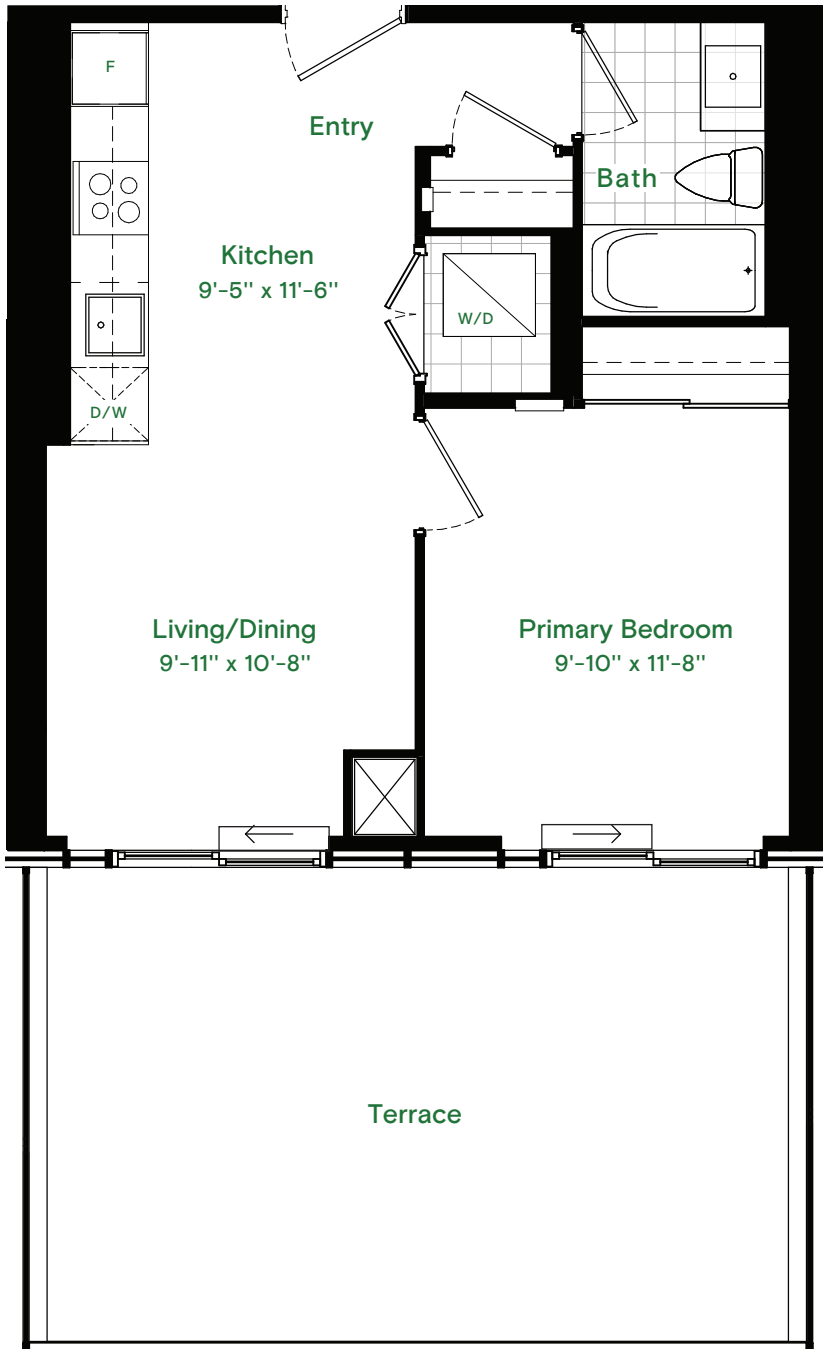 F
Entry
Bath
Kitchen
9'-5" x 11'-6"
W/D
D/W
Living/Dining
9'-11" x 10'-8"
Primary Bedroom
9'-10" x 11'-8"
Terrace